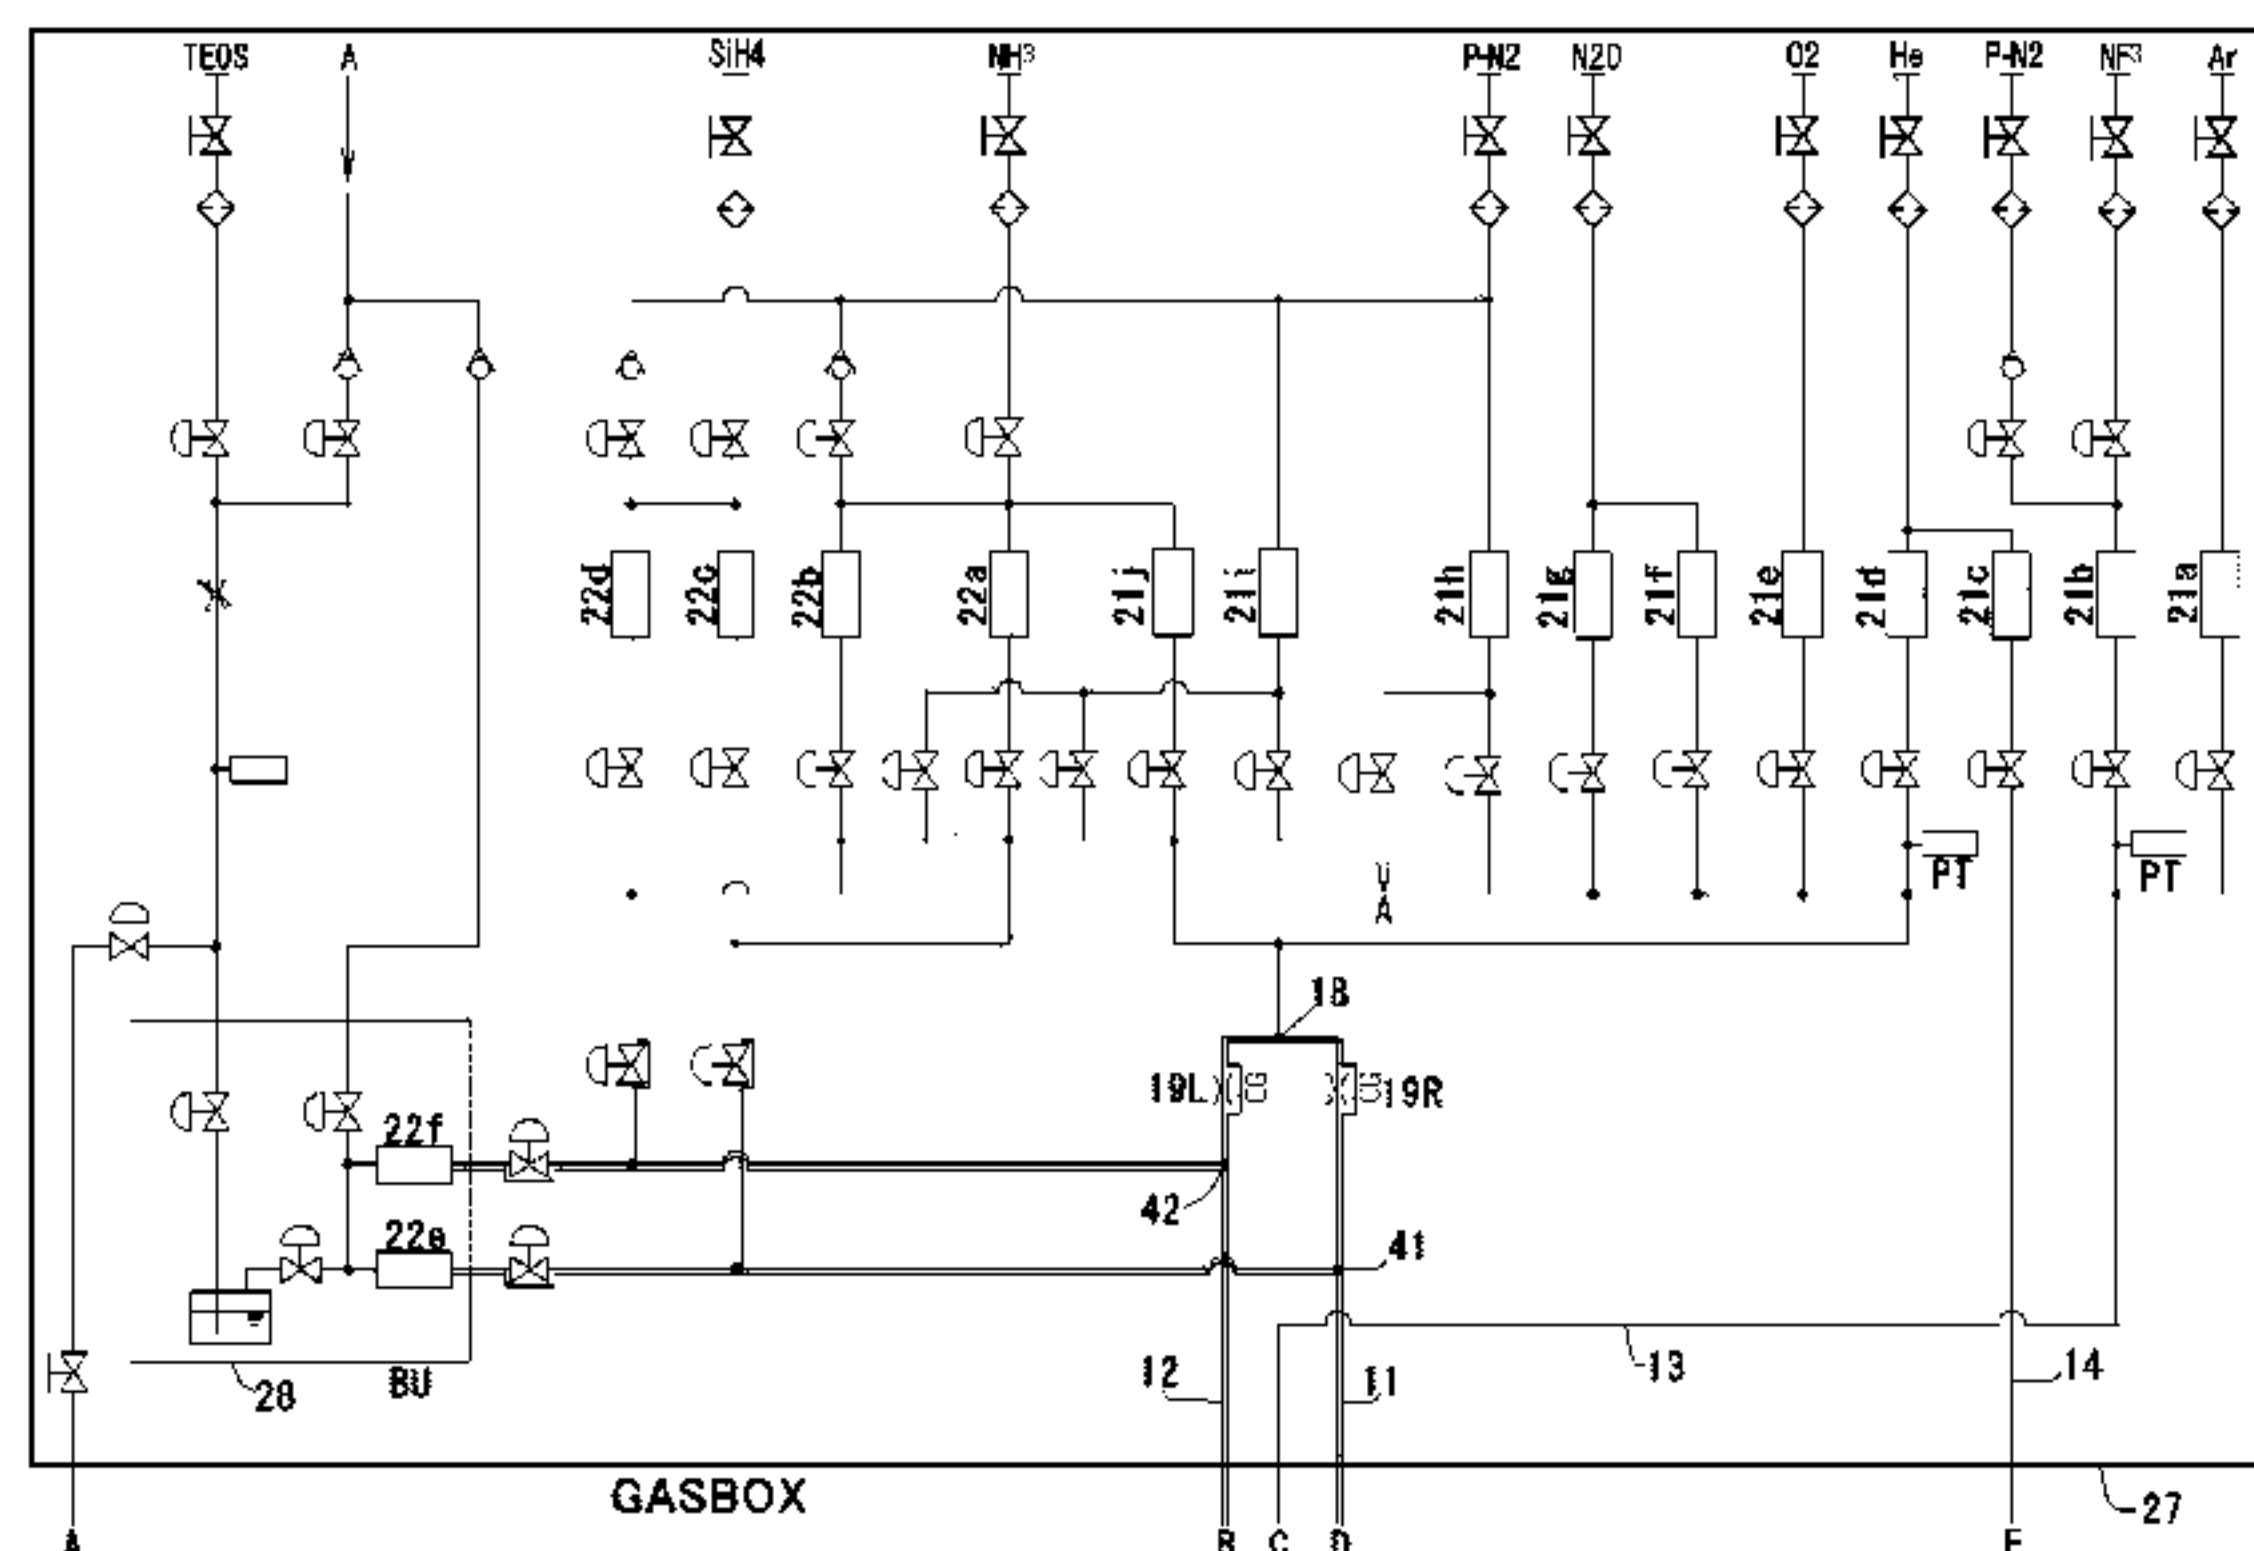 TEOS A SiH4 NH3 P-N2 N2O O2 He P-N2 NF3 Ar
22d 22c 22b 22a 21j 21i 21h 21g 21f 21e 21d 21c 21b 21a
PT PT
A
18
19L 19R
22f
42
22e
41
12 11 13 14
28 BU
GASBOX
27
A B C D